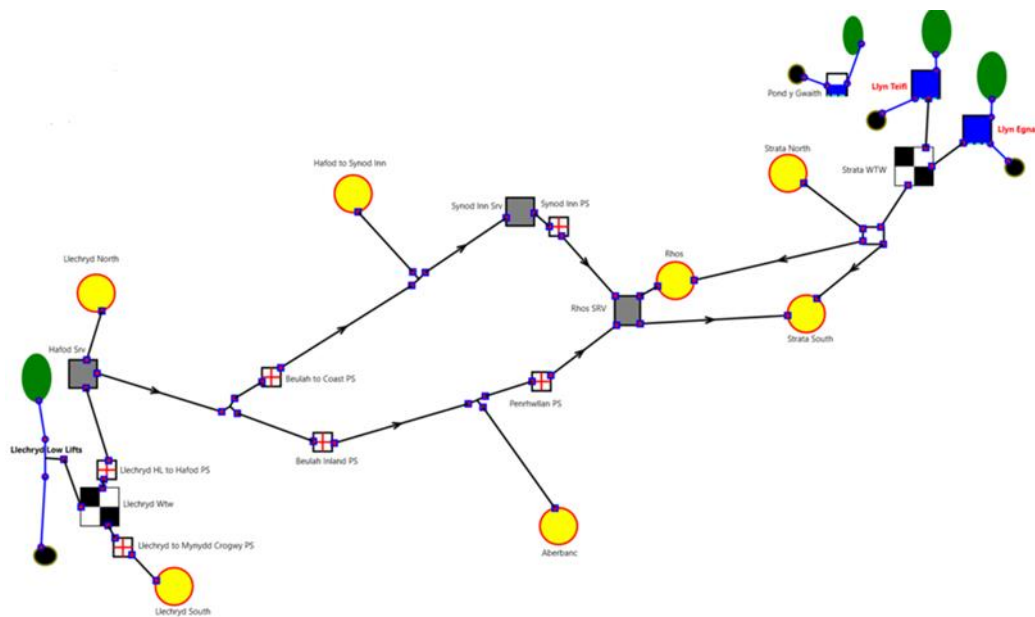 Pond y Gwaith
Llyn Teifi
Llyn Egna
Strata North
Strata WTW
Hafod to Synod Inn
Synod Inn Srv
Synod Inn PS
Llechryd North
Rhos
Rhos SRV
Strata South
Hafod Srv
Beulah to Coast PS
Penrhwllan PS
Llechryd Low Lifts
Beulah Inland PS
Llechryd HL to Hafod PS
Llechryd Wtw
Aberbanc
Llechryd to Mynydd Crogwy PS
Llechryd South